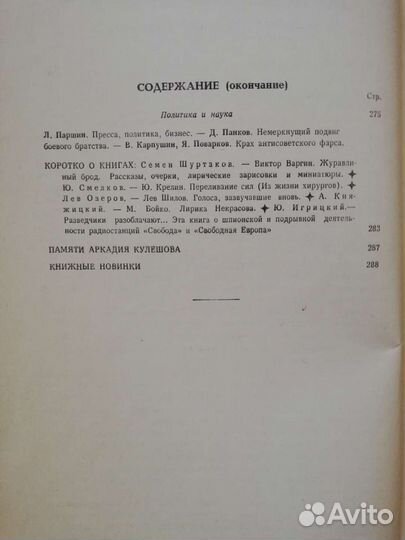 СОДЕРЖАНИЕ (окончание)
Стр.
Политика и наука 275
Л. Паршин. Пресса, политика, бизнес. — Д. Панков. Немеркнущий подвиг
боевого братства. — В. Карпушин, Я. Поварков. Крах антисоветского фарса.
КОРОТКО О КНИГАХ: Семен Шуртаков. — Виктор Варгин. Журавли-
ный брод. Рассказы, очерки, лирические зарисовки и миниатюры. ✦
Ю. Смелков. — Ю. Крелин. Переливание сил (Из жизни хирургов). ✦
Лев Озеров. — Лев Шилов. Голоса, зазвучавшие вновь. ✦ А. Кня-
жицкий. — М. Бойко. Лирика Некрасова. ✦ Ю. Игрицкий. —
Разведчики разоблачают... Эта книга о шпионской и подрывной деятель-
ности радиостанций «Свобода» и «Свободная Европа» 283
ПАМЯТИ АРКАДИЯ КУЛЕШОВА 287
КНИЖНЫЕ НОВИНКИ 288
Avito